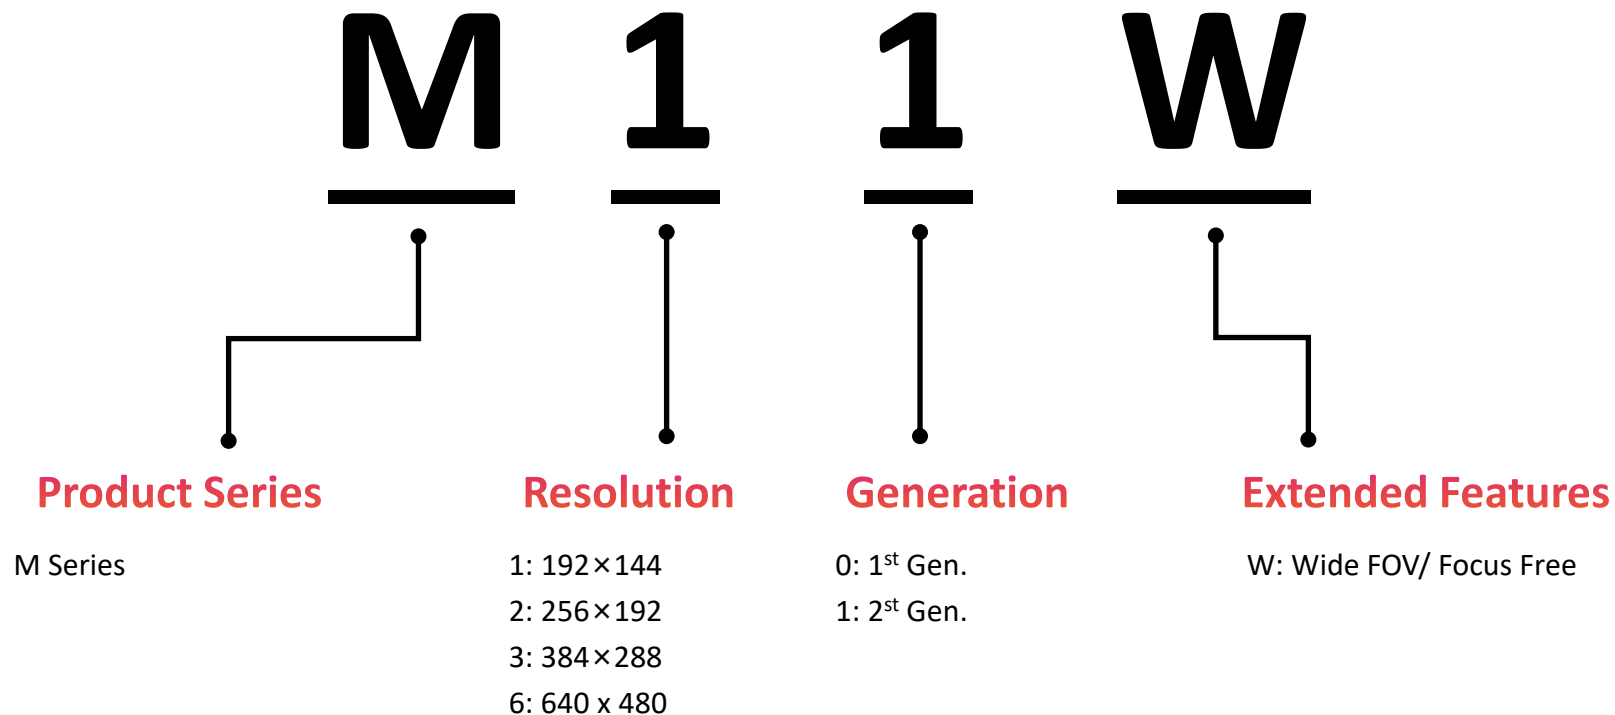 M 1 1 W
Product Series
Resolution
Generation
Extended Features
M Series
1: 192×144
0: 1st Gen.
W: Wide FOV/ Focus Free
2: 256×192
1: 2st Gen.
3: 384×288
6: 640 x 480